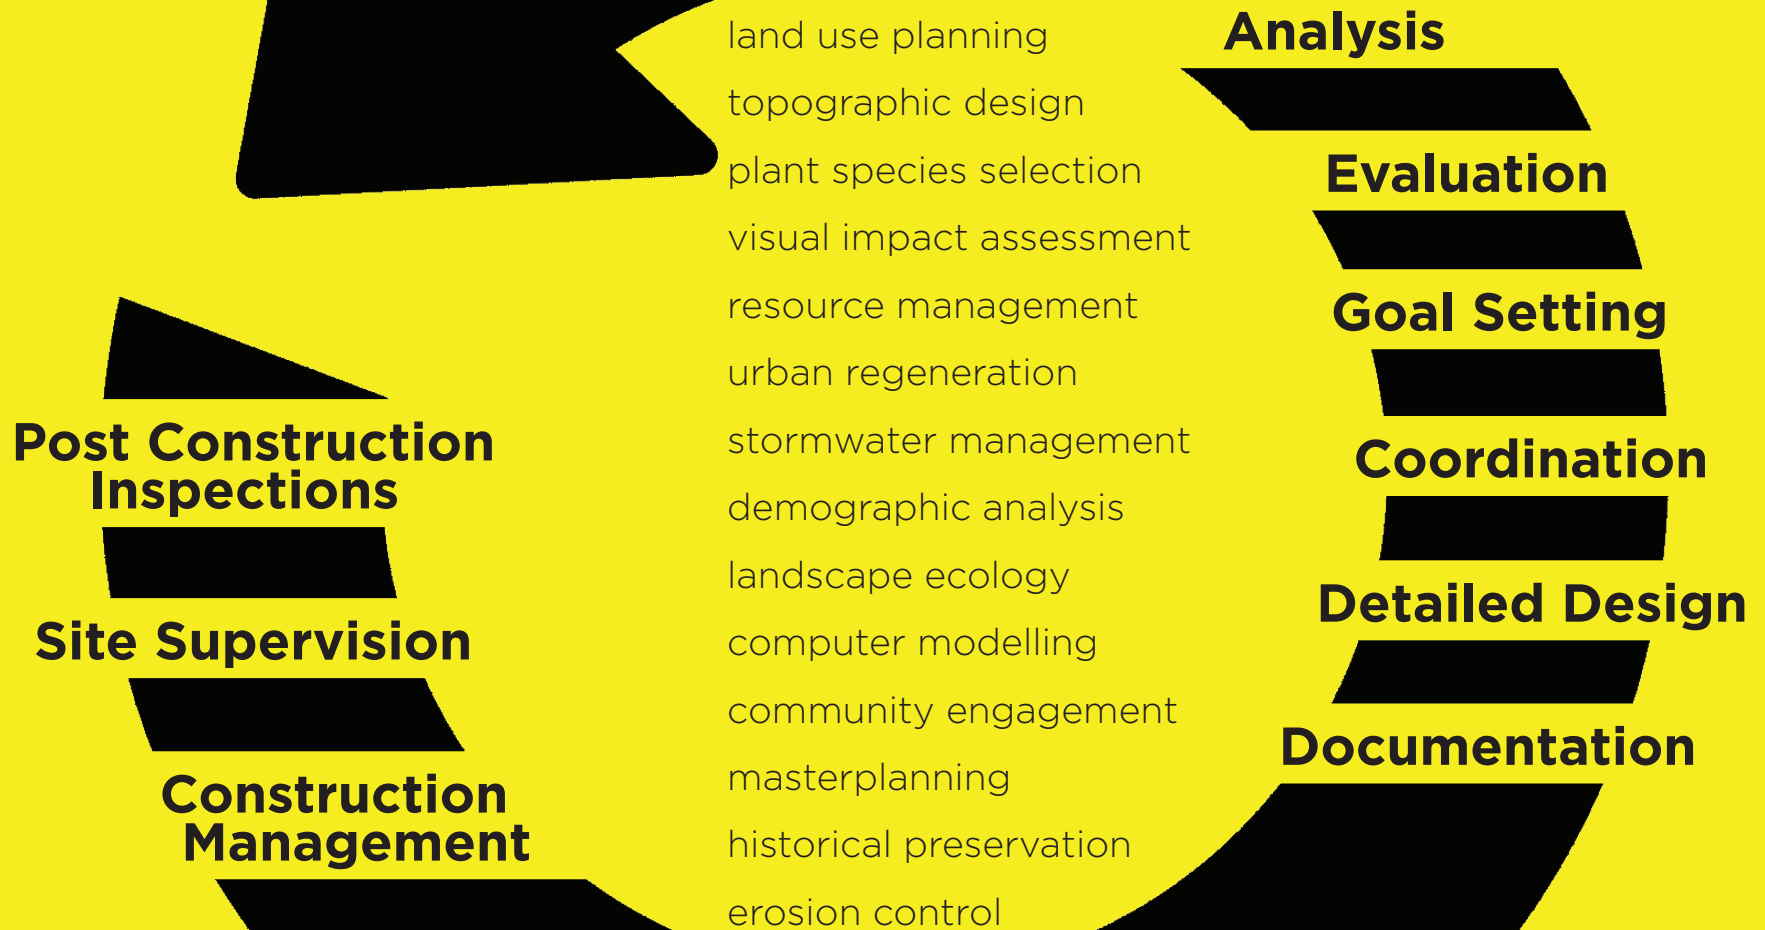 land use planning
topographic design
plant species selection
visual impact assessment
resource management
urban regeneration
stormwater management
demographic analysis
landscape ecology
computer modelling
community engagement
masterplanning
historical preservation
erosion control
Analysis
Evaluation
Goal Setting
Coordination
Detailed Design
Documentation
Construction
Management
Site Supervision
Post Construction
Inspections